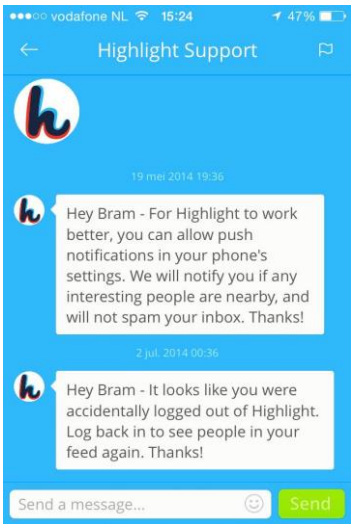 vodafone NL 15:24 47%
Highlight Support
h
19 mei 2014 19:36
h
Hey Bram - For Highlight to work
better, you can allow push
notifications in your phone's
settings. We will notify you if any
interesting people are nearby, and
will not spam your inbox. Thanks!
2 jul. 2014 00:36
h
Hey Bram - It looks like you were
accidentally logged out of Highlight.
Log back in to see people in your
feed again. Thanks!
Send a message...
Send